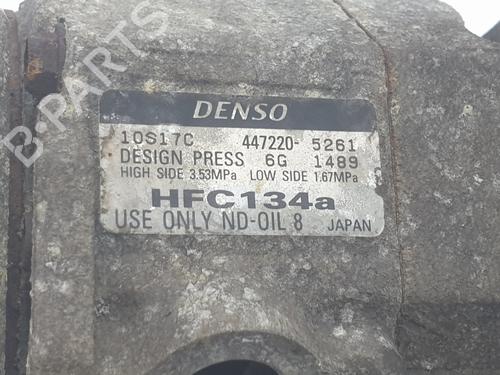 B-PARTS
DENSO
10S17C 447220- 5261
DESIGN PRESS 6G 1489
HIGH SIDE 3.53MPa LOW SIDE 1.67MPa
HFC134a
USE ONLY ND-OIL 8 JAPAN